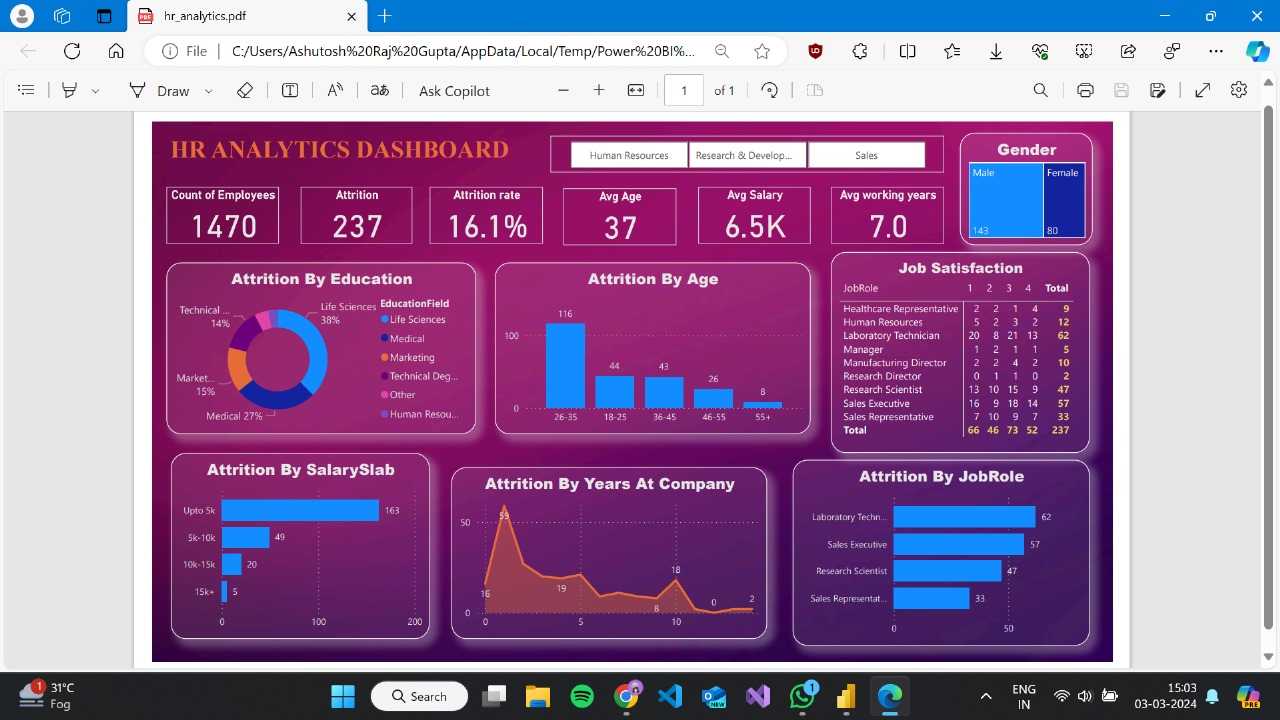 hr_analytics.pdf
File
C:/Users/Ashutosh%20Raj%20Gupta/AppData/Local/Temp/Power%20BI%...
Draw
aあ
Ask Copilot
1
of 1
HR ANALYTICS DASHBOARD
Human Resources
Research & Develop...
Sales
Gender
Male
Female
143
80
Count of Employees
1470
Attrition
237
Attrition rate
16.1%
Avg Age
37
Avg Salary
6.5K
Avg working years
7.0
Attrition By Education
Technical ...
14%
Life Sciences
38%
Market...
15%
Medical 27%
EducationField
Life Sciences
Medical
Marketing
Technical Deg...
Other
Human Resou...
Attrition By Age
100
0
116
44
43
26
8
26-35
18-25
36-45
46-55
55+
Job Satisfaction
JobRole 1 2 3 4 Total
Healthcare Representative 2 2 1 4 9
Human Resources 5 2 3 2 12
Laboratory Technician 20 8 21 13 62
Manager 1 2 1 1 5
Manufacturing Director 2 2 4 2 10
Research Director 0 1 1 0 2
Research Scientist 13 10 15 9 47
Sales Executive 16 9 18 14 57
Sales Representative 7 10 9 7 33
Total 66 46 73 52 237
Attrition By SalarySlab
Upto 5k 163
5k-10k 49
10k-15k 20
15k+ 5
0 100 200
Attrition By Years At Company
50
0
59
16
19
18
8
0
2
0 5 10
Attrition By JobRole
Laboratory Techn... 62
Sales Executive 57
Research Scientist 47
Sales Representat... 33
0 50
1
31°C
Fog
Search
NEW
1
ENG
IN
15:03
03-03-2024
PRE